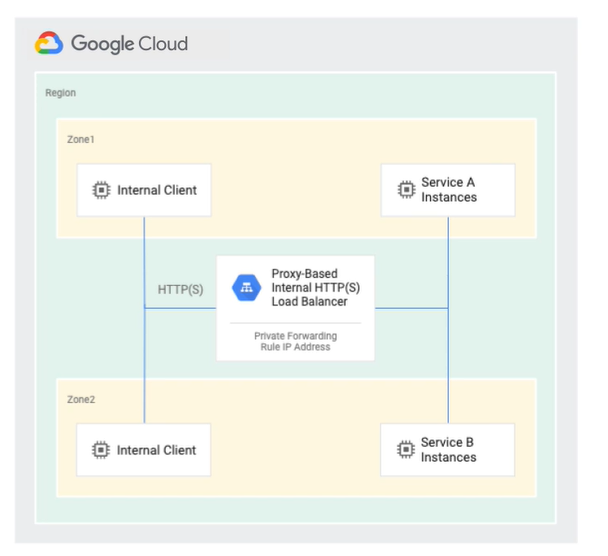 Google Cloud
Region
Zone1
Internal Client
Service A
Instances
HTTP(S)
Proxy-Based
Internal HTTP(S)
Load Balancer
Private Forwarding
Rule IP Address
Zone2
Internal Client
Service B
Instances